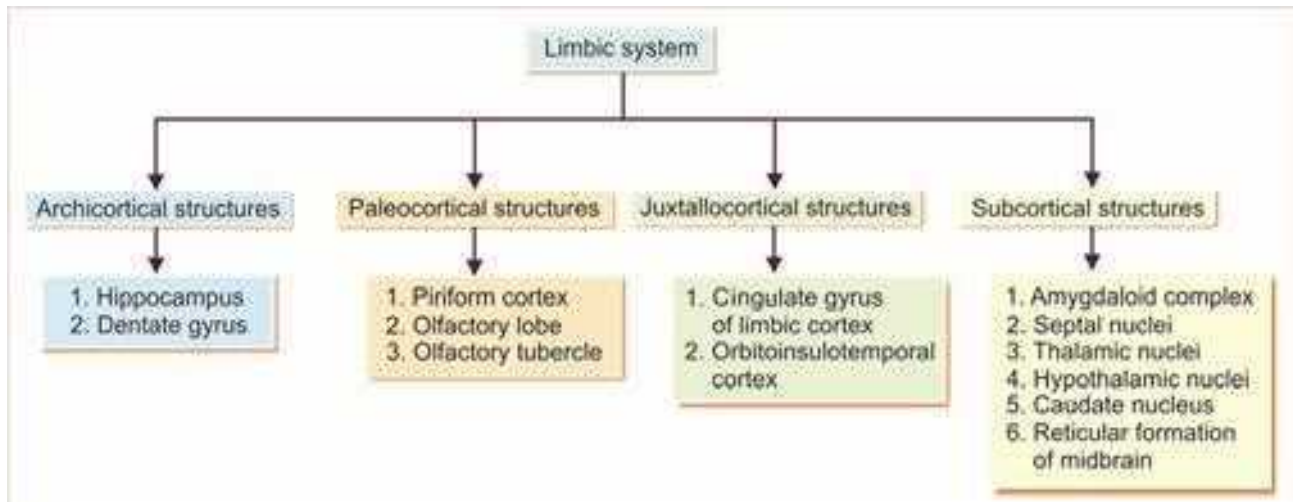 Limbic system
Archicortical structures
Paleocortical structures
Juxtallocortical structures
Subcortical structures
1. Hippocampus
2. Dentate gyrus
1. Piriform cortex
2. Olfactory lobe
3. Olfactory tubercle
1. Cingulate gyrus
of limbic cortex
2. Orbitoinsulotemporal
cortex
1. Amygdaloid complex
2. Septal nuclei
3. Thalamic nuclei
4. Hypothalamic nuclei
5. Caudate nucleus
6. Reticular formation
of midbrain